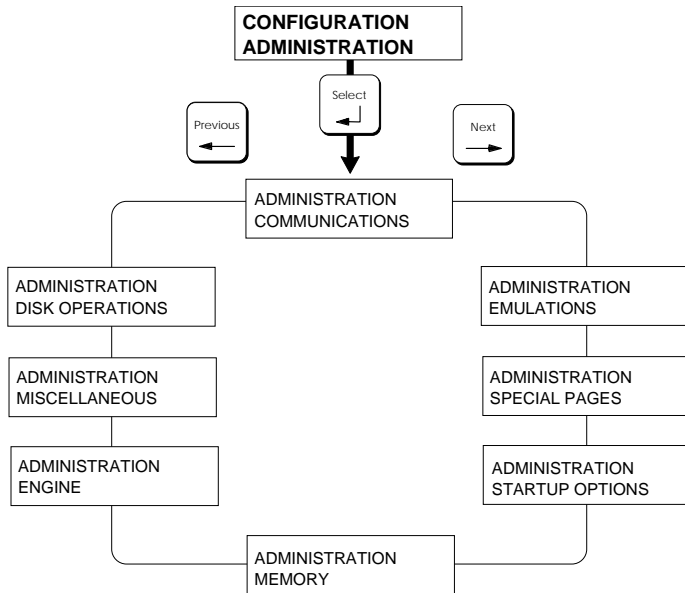 CONFIGURATION
ADMINISTRATION
Select
Previous
Next
ADMINISTRATION
COMMUNICATIONS
ADMINISTRATION
DISK OPERATIONS
ADMINISTRATION
EMULATIONS
ADMINISTRATION
MISCELLANEOUS
ADMINISTRATION
SPECIAL PAGES
ADMINISTRATION
ENGINE
ADMINISTRATION
STARTUP OPTIONS
ADMINISTRATION
MEMORY